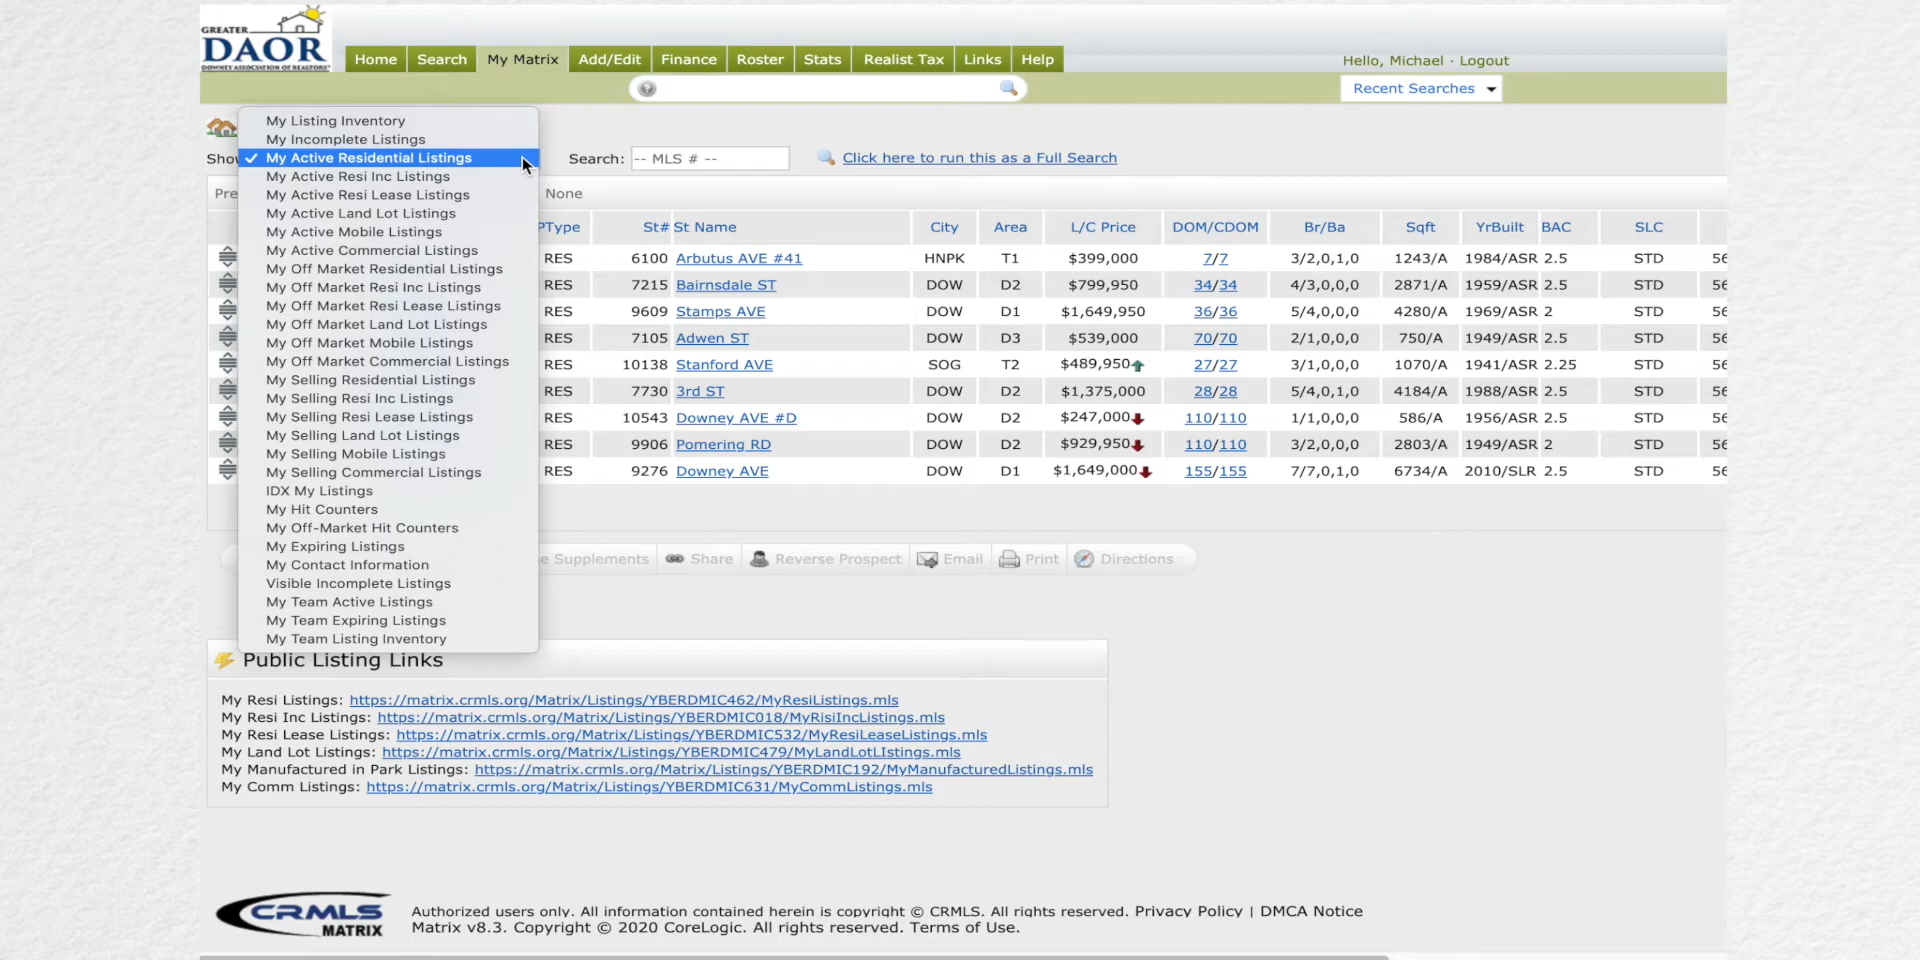 GREATER
DAOR
DOWNEY ASSOCIATION OF REALTORS®
Home Search My Matrix Add/Edit Finance Roster Stats Realist Tax Links Help
Hello, Michael · Logout
Recent Searches
My Listing Inventory
My Incomplete Listings
✓ My Active Residential Listings
My Active Resi Inc Listings
My Active Resi Lease Listings
My Active Land Lot Listings
My Active Mobile Listings
My Active Commercial Listings
My Off Market Residential Listings
My Off Market Resi Inc Listings
My Off Market Resi Lease Listings
My Off Market Land Lot Listings
My Off Market Mobile Listings
My Off Market Commercial Listings
My Selling Residential Listings
My Selling Resi Inc Listings
My Selling Resi Lease Listings
My Selling Land Lot Listings
My Selling Mobile Listings
My Selling Commercial Listings
IDX My Listings
My Hit Counters
My Off-Market Hit Counters
My Expiring Listings
My Contact Information
Visible Incomplete Listings
My Team Active Listings
My Team Expiring Listings
My Team Listing Inventory
Search: -- MLS # -- Click here to run this as a Full Search
None
PType St# St Name City Area L/C Price DOM/CDOM Br/Ba Sqft YrBuilt BAC SLC
RES 6100 Arbutus AVE #41 HNPK T1 $399,000 7/7 3/2,0,1,0 1243/A 1984/ASR 2.5 STD 56
RES 7215 Bairnsdale ST DOW D2 $799,950 34/34 4/3,0,0,0 2871/A 1959/ASR 2.5 STD 56
RES 9609 Stamps AVE DOW D1 $1,649,950 36/36 5/4,0,0,0 4280/A 1969/ASR 2 STD 56
RES 7105 Adwen ST DOW D3 $539,000 70/70 2/1,0,0,0 750/A 1949/ASR 2.5 STD 56
RES 10138 Stanford AVE SOG T2 $489,950 27/27 3/1,0,0,0 1070/A 1941/ASR 2.25 STD 56
RES 7730 3rd ST DOW D2 $1,375,000 28/28 5/4,0,1,0 4184/A 1988/ASR 2.5 STD 56
RES 10543 Downey AVE #D DOW D2 $247,000 110/110 1/1,0,0,0 586/A 1956/ASR 2.5 STD 56
RES 9906 Pomering RD DOW D2 $929,950 110/110 3/2,0,0,0 2803/A 1949/ASR 2 STD 56
RES 9276 Downey AVE DOW D1 $1,649,000 155/155 7/7,0,1,0 6734/A 2010/SLR 2.5 STD 56
e Supplements Share Reverse Prospect Email Print Directions
Public Listing Links
My Resi Listings: https://matrix.crmls.org/Matrix/Listings/YBERDMIC462/MyResiListings.mls
My Resi Inc Listings: https://matrix.crmls.org/Matrix/Listings/YBERDMIC018/MyRisiIncListings.mls
My Resi Lease Listings: https://matrix.crmls.org/Matrix/Listings/YBERDMIC532/MyResiLeaseListings.mls
My Land Lot Listings: https://matrix.crmls.org/Matrix/Listings/YBERDMIC479/MyLandLotLIstings.mls
My Manufactured in Park Listings: https://matrix.crmls.org/Matrix/Listings/YBERDMIC192/MyManufacturedListings.mls
My Comm Listings: https://matrix.crmls.org/Matrix/Listings/YBERDMIC631/MyCommListings.mls
CRMLS
MATRIX
Authorized users only. All information contained herein is copyright © CRMLS. All rights reserved. Privacy Policy | DMCA Notice
Matrix v8.3. Copyright © 2020 CoreLogic. All rights reserved. Terms of Use.